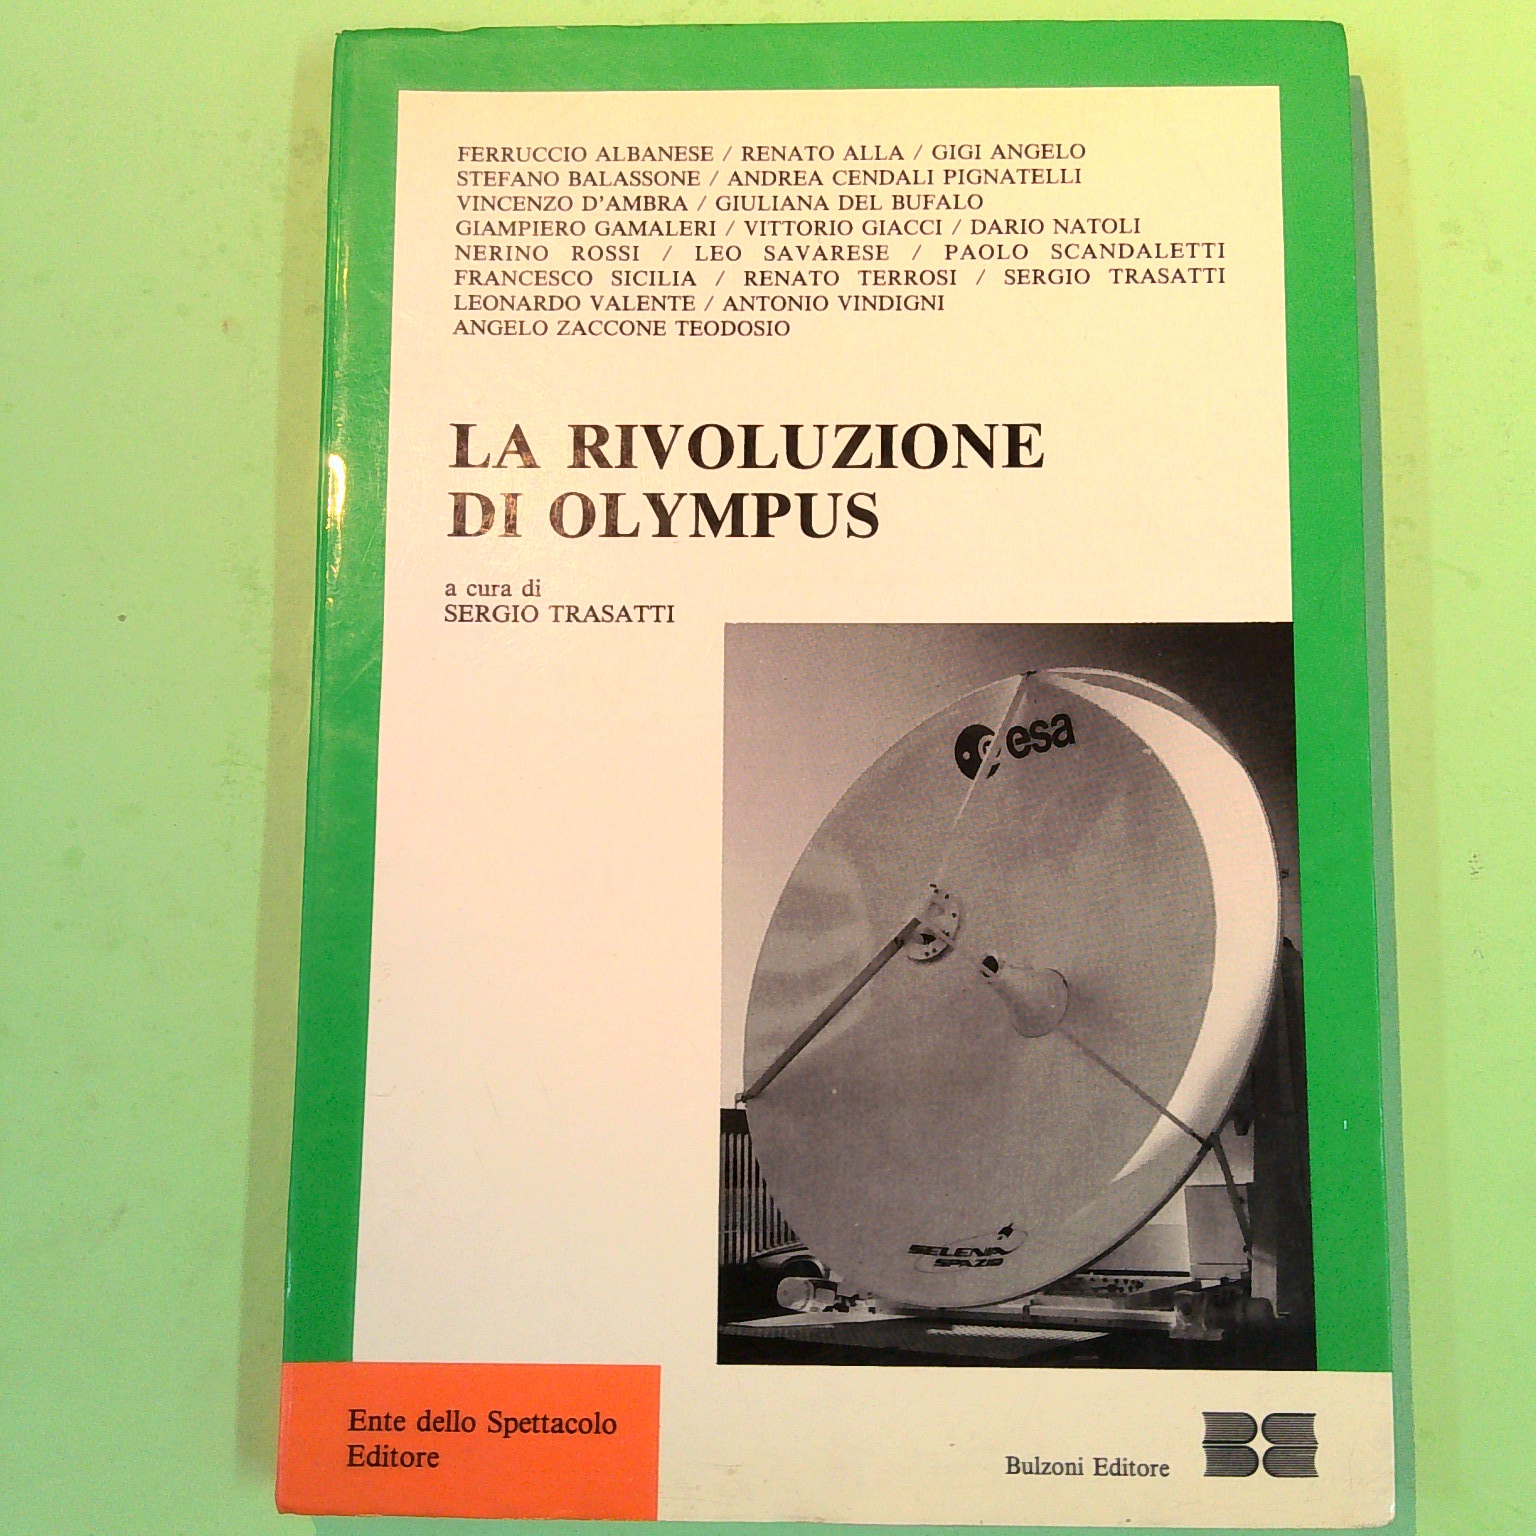 FERRUCCIO ALBANESE / RENATO ALLA / GIGI ANGELO
STEFANO BALASSONE / ANDREA CENDALI PIGNATELLI
VINCENZO D'AMBRA / GIULIANA DEL BUFALO
GIAMPIERO GAMALERI / VITTORIO GIACCI / DARIO NATOLI
NERINO ROSSI / LEO SAVARESE / PAOLO SCANDALETTI
FRANCESCO SICILIA / RENATO TERROSI / SERGIO TRASATTI
LEONARDO VALENTE / ANTONIO VINDIGNI
ANGELO ZACCONE TEODOSIO
LA RIVOLUZIONE
DI OLYMPUS
a cura di
SERGIO TRASATTI
esa
SELENIA
SPAZIO
Ente dello Spettacolo
Editore
Bulzoni Editore